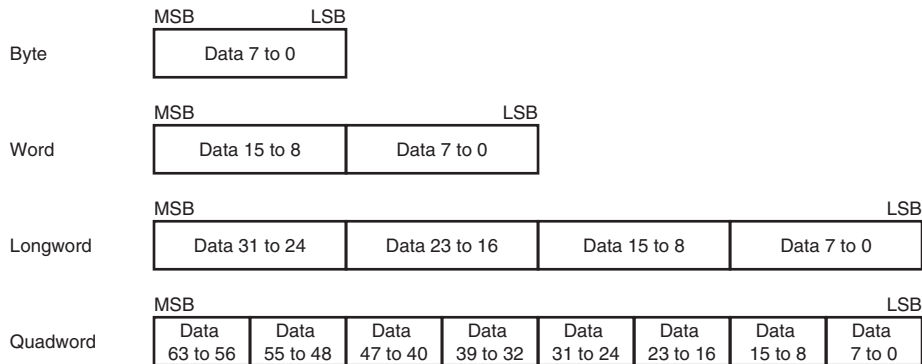 MSB LSB
Byte Data 7 to 0
MSB LSB
Word Data 15 to 8 Data 7 to 0
MSB LSB
Longword Data 31 to 24 Data 23 to 16 Data 15 to 8 Data 7 to 0
MSB LSB
Quadword Data 63 to 56 Data 55 to 48 Data 47 to 40 Data 39 to 32 Data 31 to 24 Data 23 to 16 Data 15 to 8 Data 7 to 0